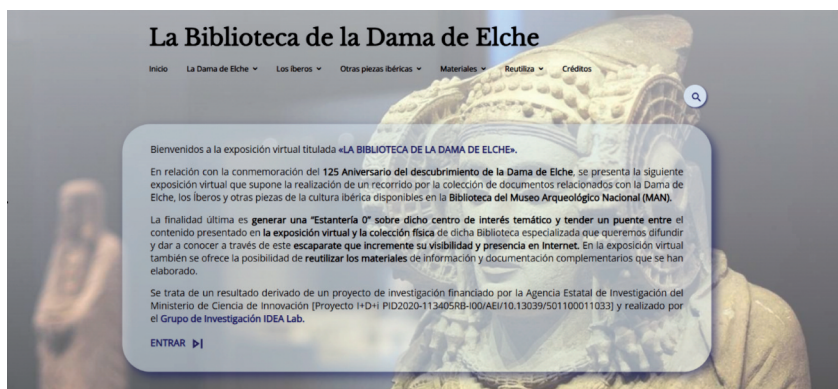 La Biblioteca de la Dama de Elche
Inicio La Dama de Elche Los íberos Otras piezas ibéricas Materiales Reutiliza Créditos
Bienvenidos a la exposición virtual titulada «LA BIBLIOTECA DE LA DAMA DE ELCHE».
En relación con la conmemoración del 125 Aniversario del descubrimiento de la Dama de Elche, se presenta la siguiente
exposición virtual que supone la realización de un recorrido por la colección de documentos relacionados con la Dama de
Elche, los Íberos y otras piezas de la cultura ibérica disponibles en la Biblioteca del Museo Arqueológico Nacional (MAN).
La finalidad última es generar una “Estantería 0” sobre dicho centro de interés temático y tender un puente entre el
contenido presentado en la exposición virtual y la colección física de dicha Biblioteca especializada que queremos difundir
y dar a conocer a través de este escaparate que incremente su visibilidad y presencia en Internet. En la exposición virtual
también se ofrece la posibilidad de reutilizar los materiales de información y documentación complementarios que se han
elaborado.
Se trata de un resultado derivado de un proyecto de investigación financiado por la Agencia Estatal de Investigación del
Ministerio de Ciencia de Innovación [Proyecto I+D+i PID2020-113405RB-I00/AEI/10.13039/501100011033] y realizado por
el Grupo de Investigación IDEA Lab.
ENTRAR